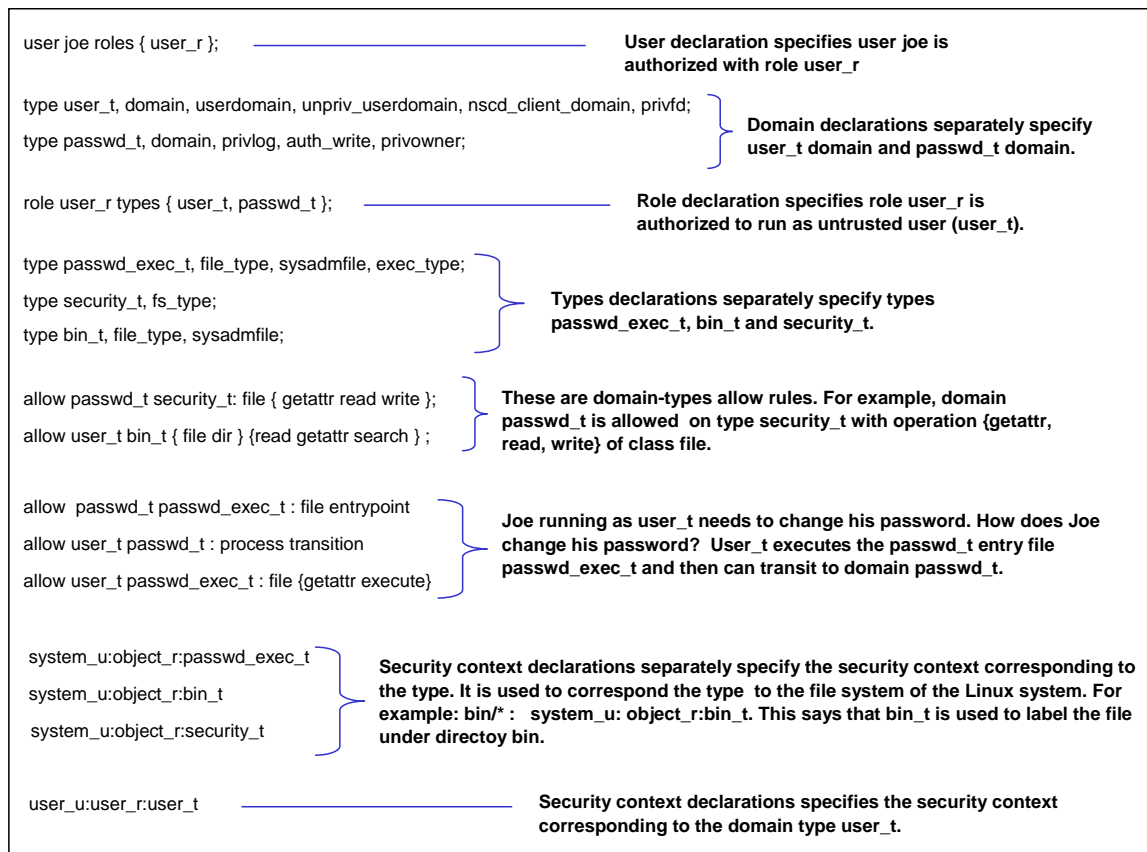 user joe roles { user_r };
User declaration specifies user joe is
authorized with role user_r
type user_t, domain, userdomain, unpriv_userdomain, nscd_client_domain, privfd;
type passwd_t, domain, privlog, auth_write, privowner;
Domain declarations separately specify
user_t domain and passwd_t domain.
role user_r types { user_t, passwd_t };
Role declaration specifies role user_r is
authorized to run as untrusted user (user_t).
type passwd_exec_t, file_type, sysadmfile, exec_type;
type security_t, fs_type;
type bin_t, file_type, sysadmfile;
Types declarations separately specify types
passwd_exec_t, bin_t and security_t.
allow passwd_t security_t: file { getattr read write };
allow user_t bin_t { file dir } {read getattr search } ;
These are domain-types allow rules. For example, domain
passwd_t is allowed  on type security_t with operation {getattr,
read, write} of class file.
allow  passwd_t passwd_exec_t : file entrypoint
allow user_t passwd_t : process transition
allow user_t passwd_exec_t : file {getattr execute}
Joe running as user_t needs to change his password. How does Joe
change his password?  User_t executes the passwd_t entry file
passwd_exec_t and then can transit to domain passwd_t.
system_u:object_r:passwd_exec_t
system_u:object_r:bin_t
system_u:object_r:security_t
Security context declarations separately specify the security context corresponding to
the type. It is used to correspond the type  to the file system of the Linux system. For
example: bin/* :   system_u: object_r:bin_t. This says that bin_t is used to label the file
under directoy bin.
user_u:user_r:user_t
Security context declarations specifies the security context
corresponding to the domain type user_t.